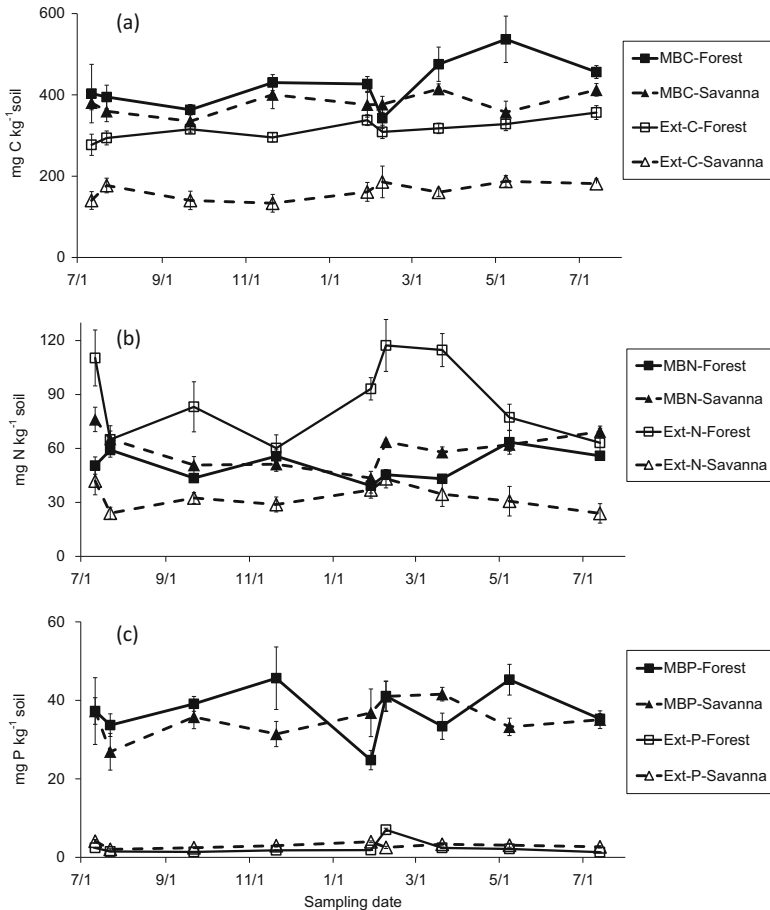 (a)
800
600
400
200
0
mg C kg⁻¹soil
7/1 9/1 11/1 1/1 3/1 5/1 7/1
MBC-Forest
MBC-Savanna
Ext-C-Forest
Ext-C-Savanna
(b)
120
90
60
30
0
mg N kg⁻¹ soil
7/1 9/1 11/1 1/1 3/1 5/1 7/1
MBN-Forest
MBN-Savanna
Ext-N-Forest
Ext-N-Savanna
(c)
60
40
20
0
mg P kg⁻¹ soil
7/1 9/1 11/1 1/1 3/1 5/1 7/1
Sampling date
MBP-Forest
MBP-Savanna
Ext-P-Forest
Ext-P-Savanna